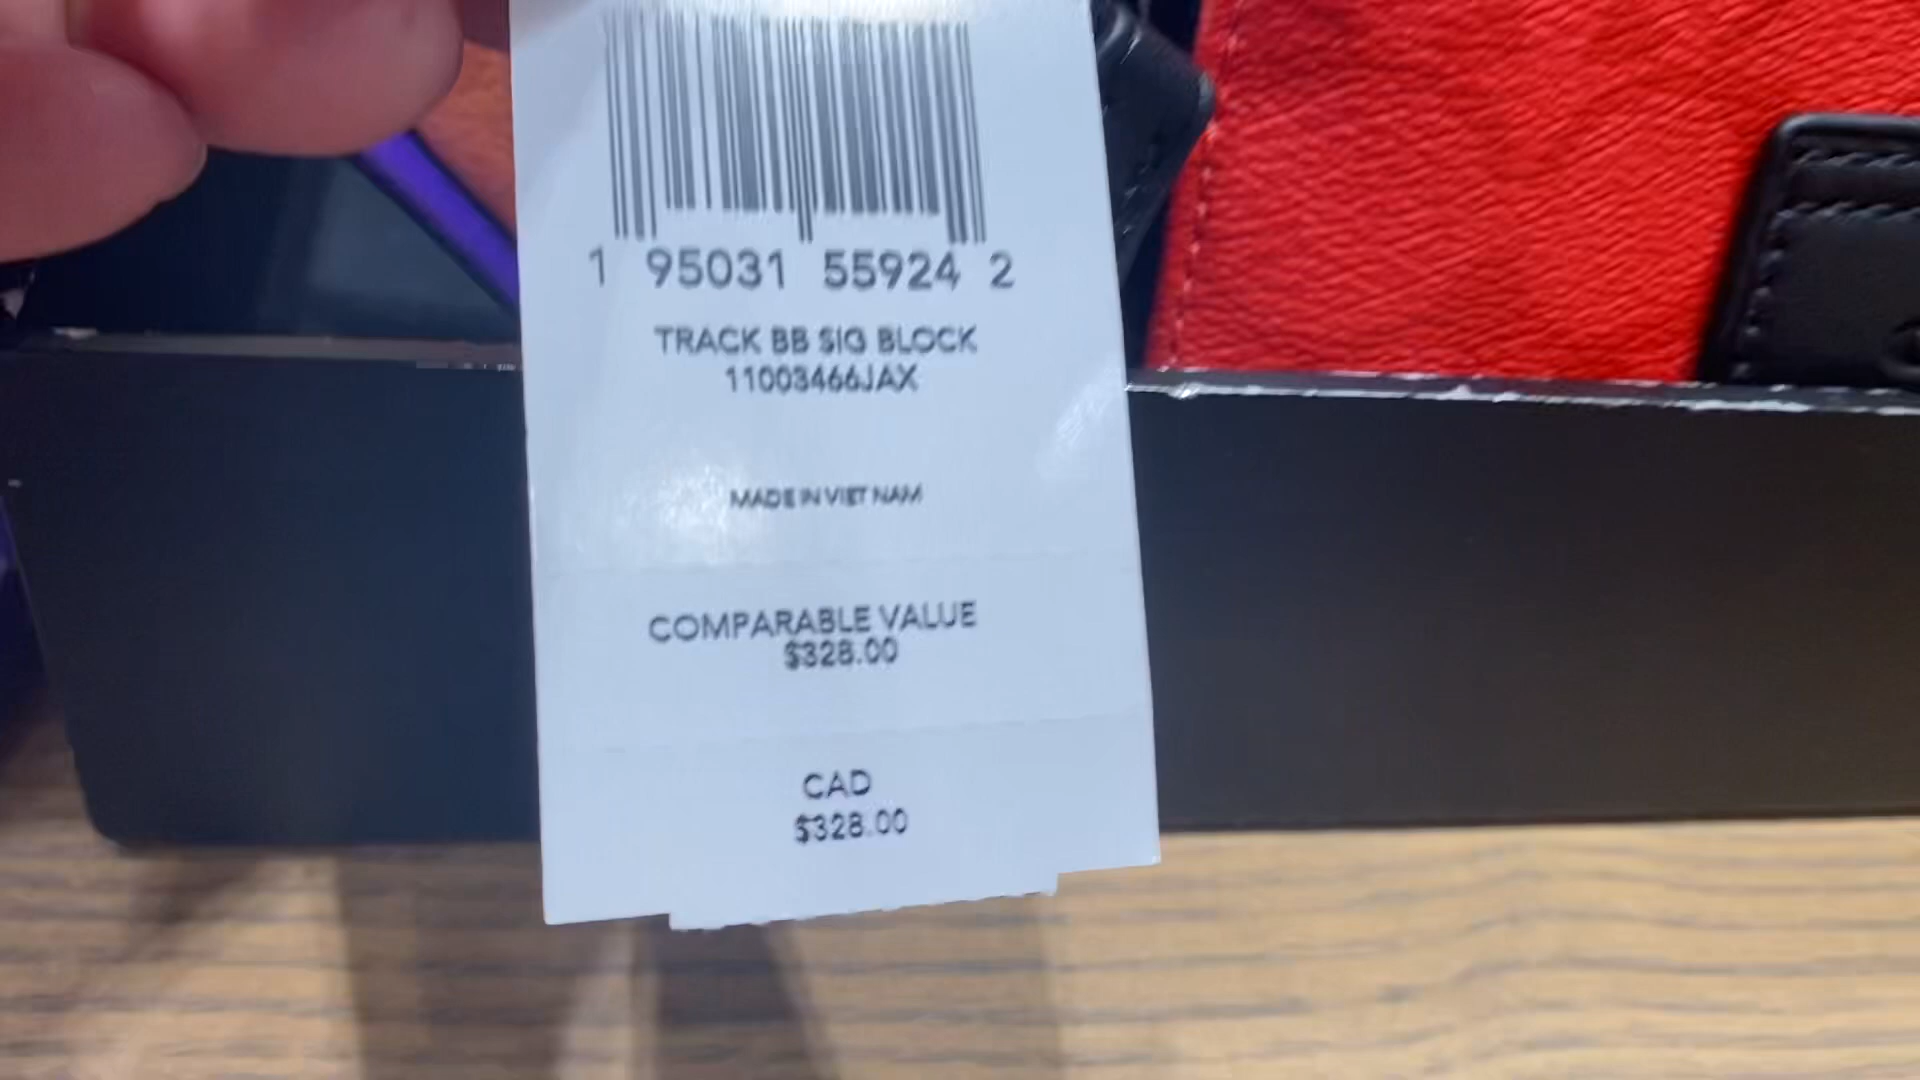 1 95031 55924 2
TRACK BB SIG BLOCK
11003466JAX
MADE IN VIET NAM
COMPARABLE VALUE
$328.00
CAD
$328.00